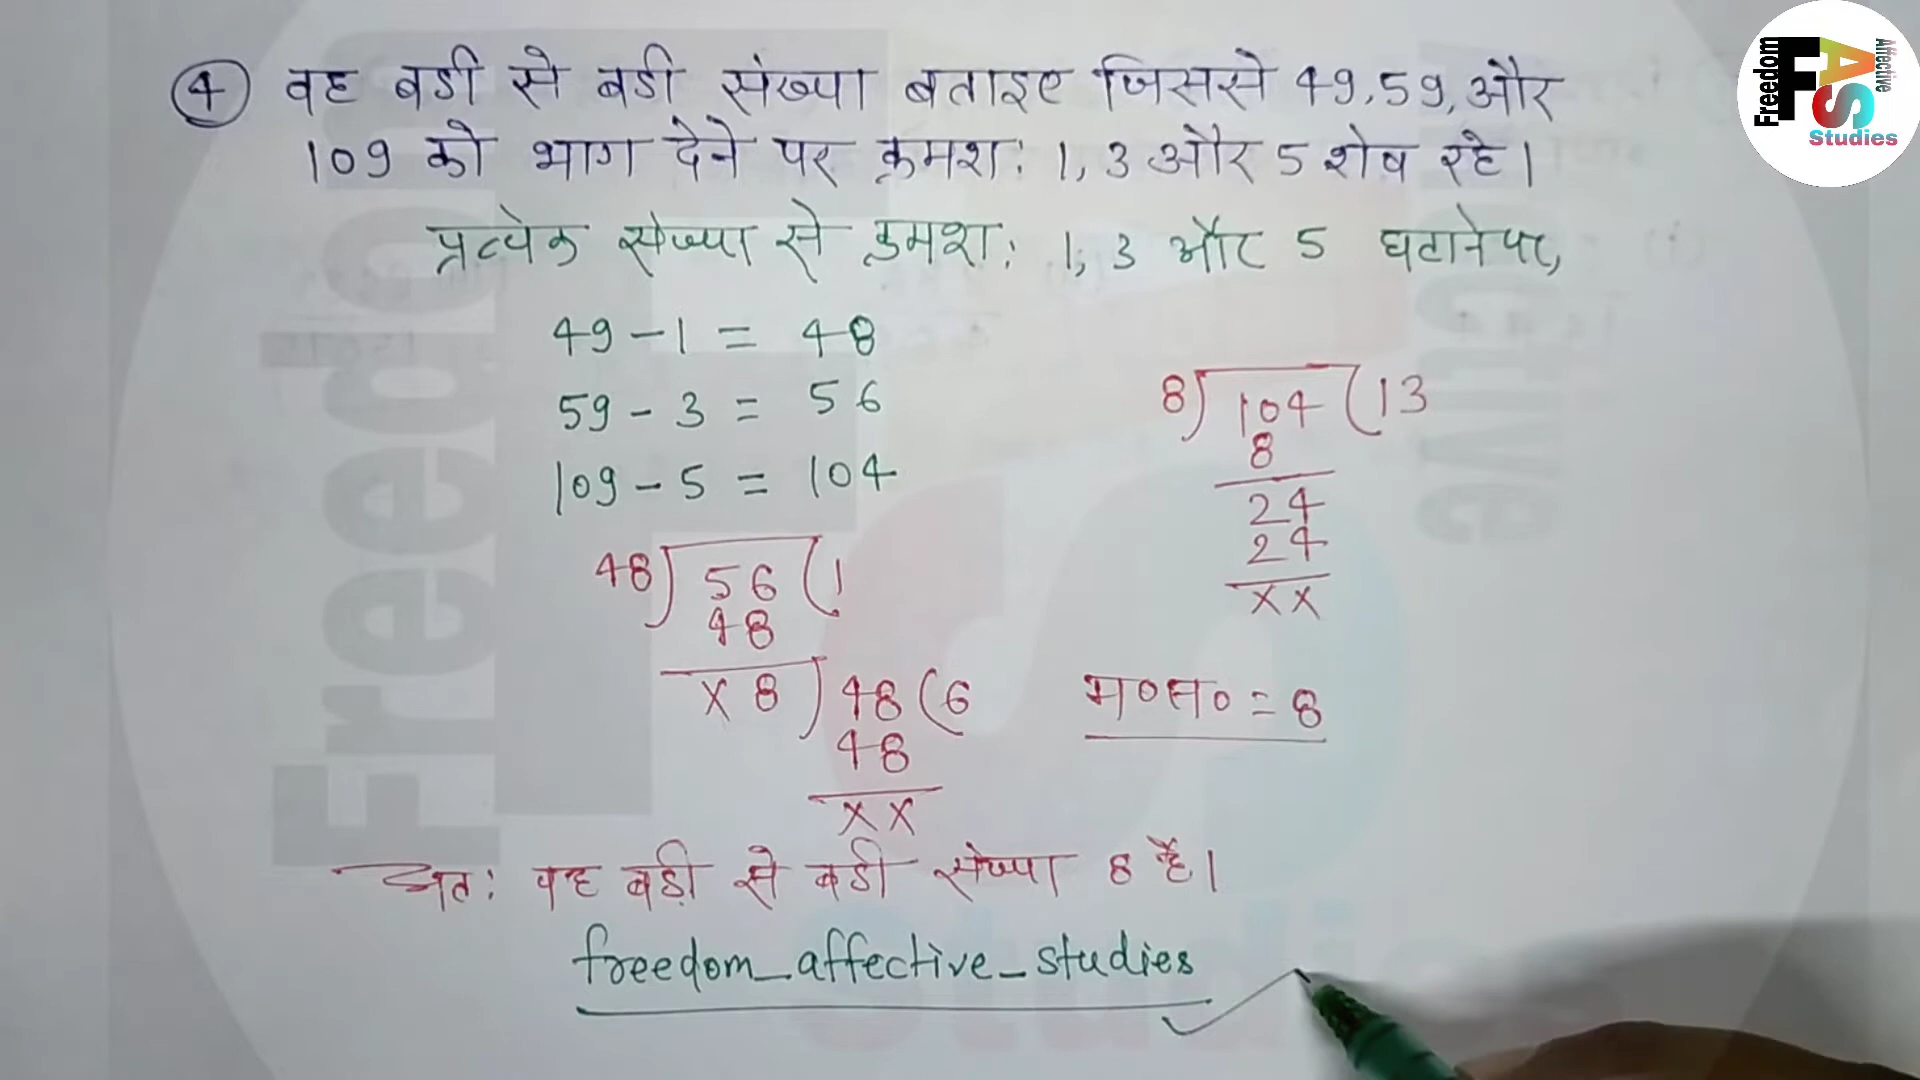 ④ वह बडी से बडी संख्या बताइए जिससे 49,59, और
109 को भाग देने पर क्रमश: 1, 3 और 5 शेष रहे।
प्रत्येक संख्या से क्रमश: 1, 3 और 5 घटाने पर,
49 - 1 = 48
59 - 3 = 56
109 - 5 = 104
48 ) 56 ( 1
48
x 8 ) 48 ( 6
48
x x
8 ) 104 ( 13
8
24
24
x x
म०स० = 8
अत: वह बड़ी से बडी संख्या 8 है।
freedom_affective_studies
Freedom
Affective
FAS
Studies